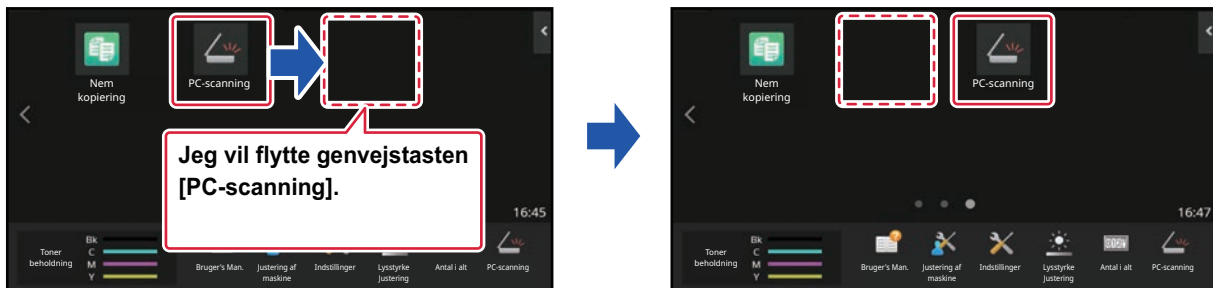 Nem
kopiering
PC-scanning
Jeg vil flytte genvejstasten
[PC-scanning].
16:45
Toner
beholdning
Bk
C
M
Y
Bruger's Man.
Justering af
maskine
Indstillinger
Lysstyrke
Justering
Antal i alt
PC-scanning
Nem
kopiering
PC-scanning
16:47
Toner
beholdning
Bk
C
M
Y
Bruger's Man.
Justering af
maskine
Indstillinger
Lysstyrke
Justering
Antal i alt
PC-scanning